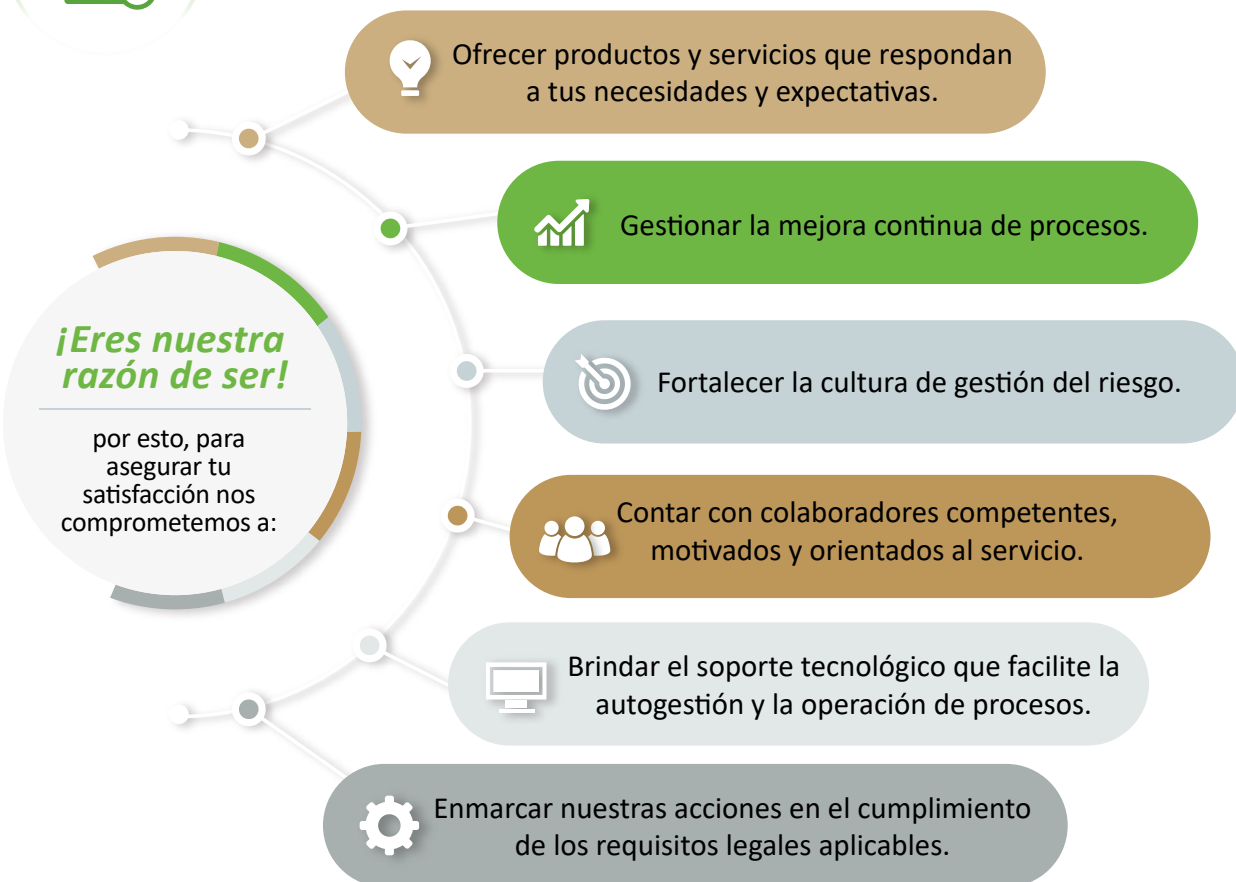 Ofrecer productos y servicios que respondan
a tus necesidades y expectativas.
Gestionar la mejora continua de procesos.
¡Eres nuestra
razón de ser!
por esto, para
asegurar tu
satisfacción nos
comprometemos a:
Fortalecer la cultura de gestión del riesgo.
Contar con colaboradores competentes,
motivados y orientados al servicio.
Brindar el soporte tecnológico que facilite la
autogestión y la operación de procesos.
Enmarcar nuestras acciones en el cumplimiento
de los requisitos legales aplicables.